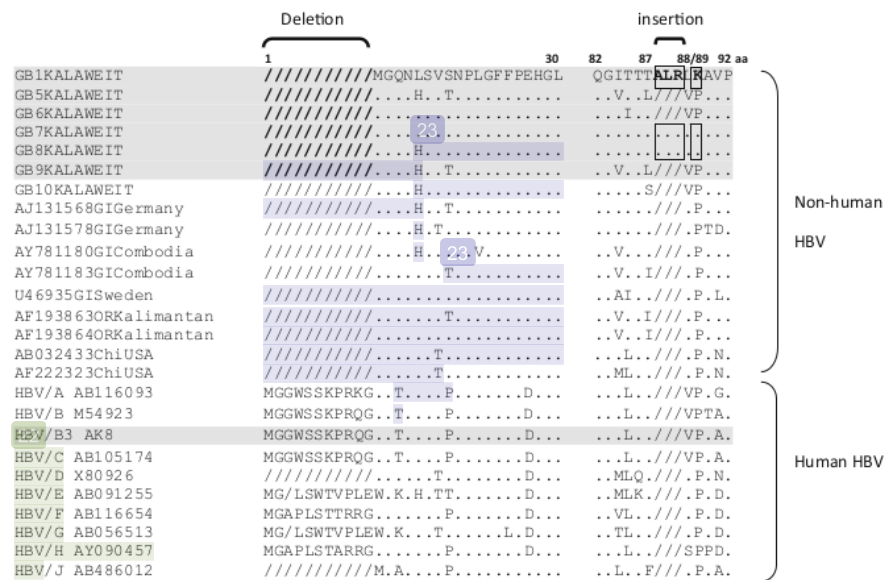 Deletion insertion
1 30 82 87 88/89 92 aa
GB1KALAWEIT ///////////MGQNLSVSNPLGFFPEHGL QGITTTALRLKAVP
GB5KALAWEIT ///////////....H..T........... ..V..L///VP...
GB6KALAWEIT ///////////................... ...I..///VP...
GB7KALAWEIT ///////////................... ..............
23
GB8KALAWEIT ///////////....H.............. ..............
GB9KALAWEIT ///////////....H..T........... ..V..L///VP...
GB10KALAWEIT ///////////....H.............. .....S///VP...
AJ131568GIGermany ///////////....H..T........... ......///.P...
Non-human
AJ131578GIGermany ///////////....H.T............ ......///.PTD.
HBV
AY781180GICombodia ///////////....H.....V........ ..V...///.P...
23
AY781183GICombodia ///////////.......T........... ..V..I///.P...
U46935GISweden ///////////................... ..AI..///.P.L.
AF193863ORKalimantan ///////////.......T........... ..V..I///.P...
AF193864ORKalimantan ///////////................... ..V..I///.P...
AB032433ChiUSA ///////////......T............ ...L..///.P.N.
AF222323ChiUSA ///////////......T............ ..ML..///.P.N.
HBV/A AB116093 MGGWSSKPRKG..T....P.......D... ...L..///.P.G.
HBV/B M54923 MGGWSSKPRQG..T....P.......D... ...L..///VPTA.
HBV/B3 AK8 MGGWSSKPRQG..T....P........... ...L..///VP.A.
HBV/C AB105174 MGGWSSKPRQG..T....P........... ...L..///VP.A.
Human HBV
HBV/D X80926 ///////////......T............ ..MLQ.///.P.N.
HBV/E AB091255 MG/LSWTVPLEW.K.H.TT.......D... ..MLK.///.P.D.
HBV/F AB116654 MGAPLSTTRRG.......P.......D... ..VL..///.P.D.
HBV/G AB056513 MG/LSWTVPLEW.K...T......L.D... ..TL..///.P.D.
HBV/H AY090457 MGAPLSTARRG.......P.......D... ...L..///SPPD.
HBV/J AB486012 ///////////M.A....P........... ...L.F///.P.A.